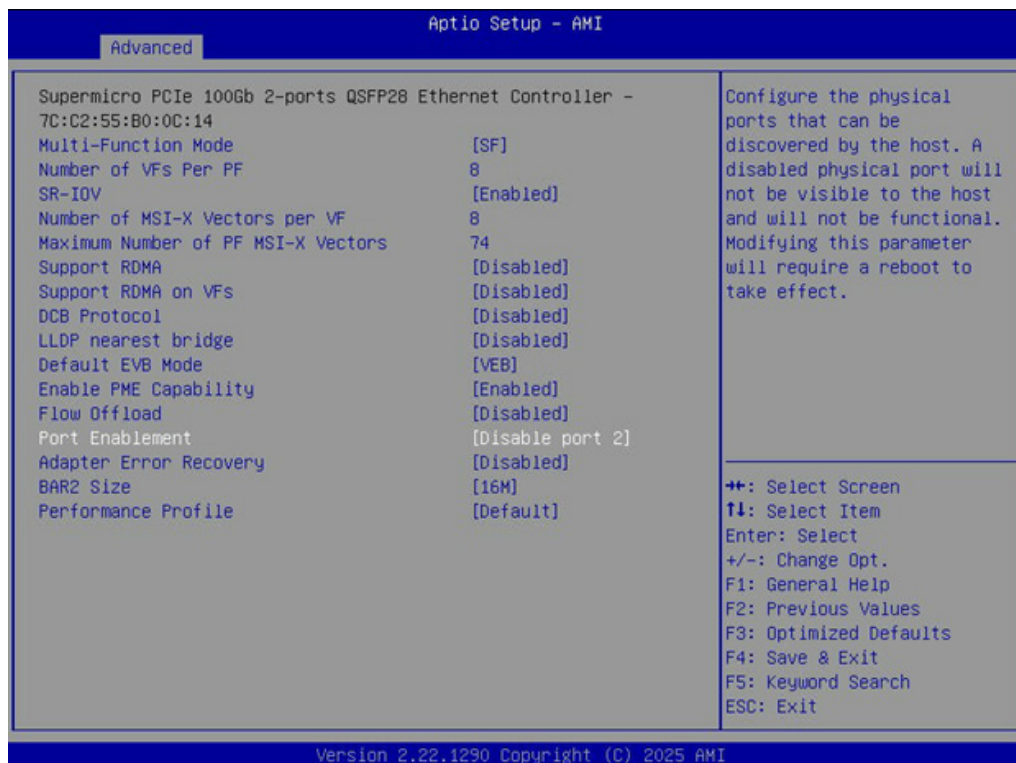 Aptio Setup - AMI
Advanced
Supermicro PCIe 100Gb 2-ports QSFP28 Ethernet Controller -
7C:C2:55:B0:0C:14
Multi-Function Mode [SF]
Number of VFs Per PF 8
SR-IOV [Enabled]
Number of MSI-X Vectors per VF 8
Maximum Number of PF MSI-X Vectors 74
Support RDMA [Disabled]
Support RDMA on VFs [Disabled]
DCB Protocol [Disabled]
LLDP nearest bridge [Disabled]
Default EVB Mode [VEB]
Enable PME Capability [Enabled]
Flow Offload [Disabled]
Port Enablement [Disable port 2]
Adapter Error Recovery [Disabled]
BAR2 Size [16M]
Performance Profile [Default]
Configure the physical
ports that can be
discovered by the host. A
disabled physical port will
not be visible to the host
and will not be functional.
Modifying this parameter
will require a reboot to
take effect.
→←: Select Screen
↑↓: Select Item
Enter: Select
+/-: Change Opt.
F1: General Help
F2: Previous Values
F3: Optimized Defaults
F4: Save & Exit
F5: Keyword Search
ESC: Exit
Version 2.22.1290 Copyright (C) 2025 AMI